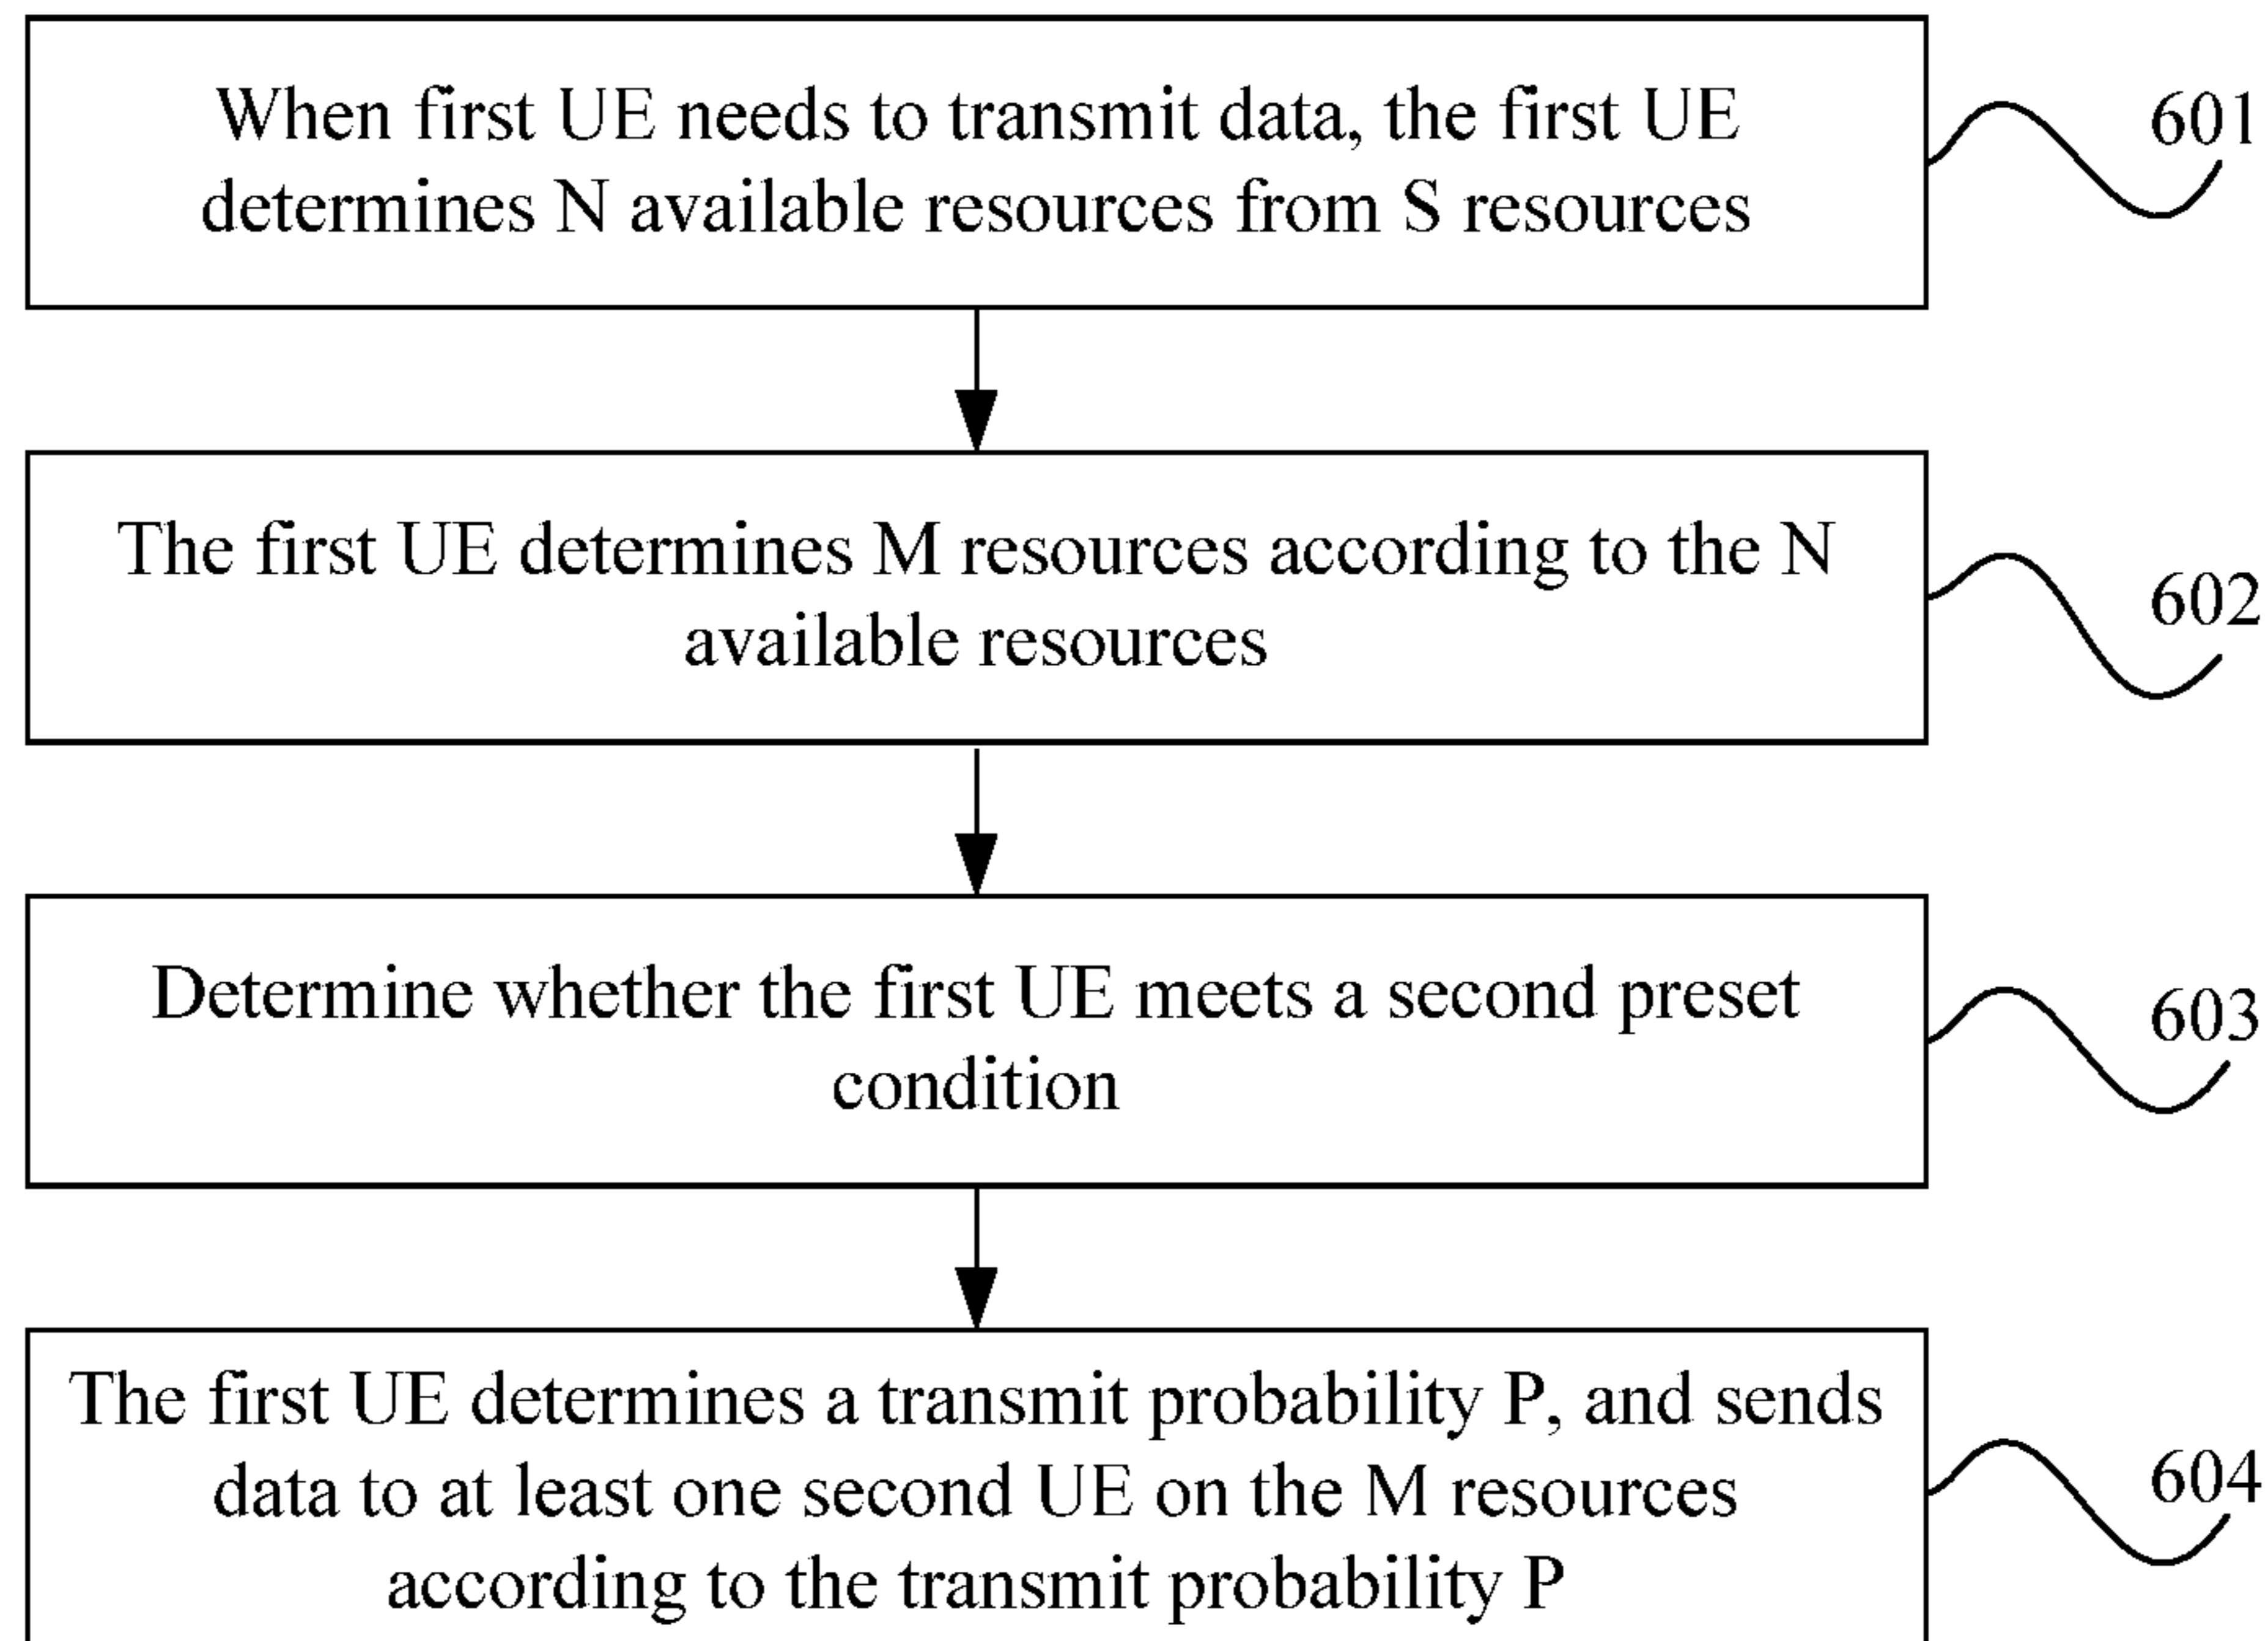 When first UE needs to transmit data, the first UE
determines N available resources from S resources
601
The first UE determines M resources according to the N
available resources
602
Determine whether the first UE meets a second preset
condition
603
The first UE determines a transmit probability P, and sends
data to at least one second UE on the M resources
according to the transmit probability P
604